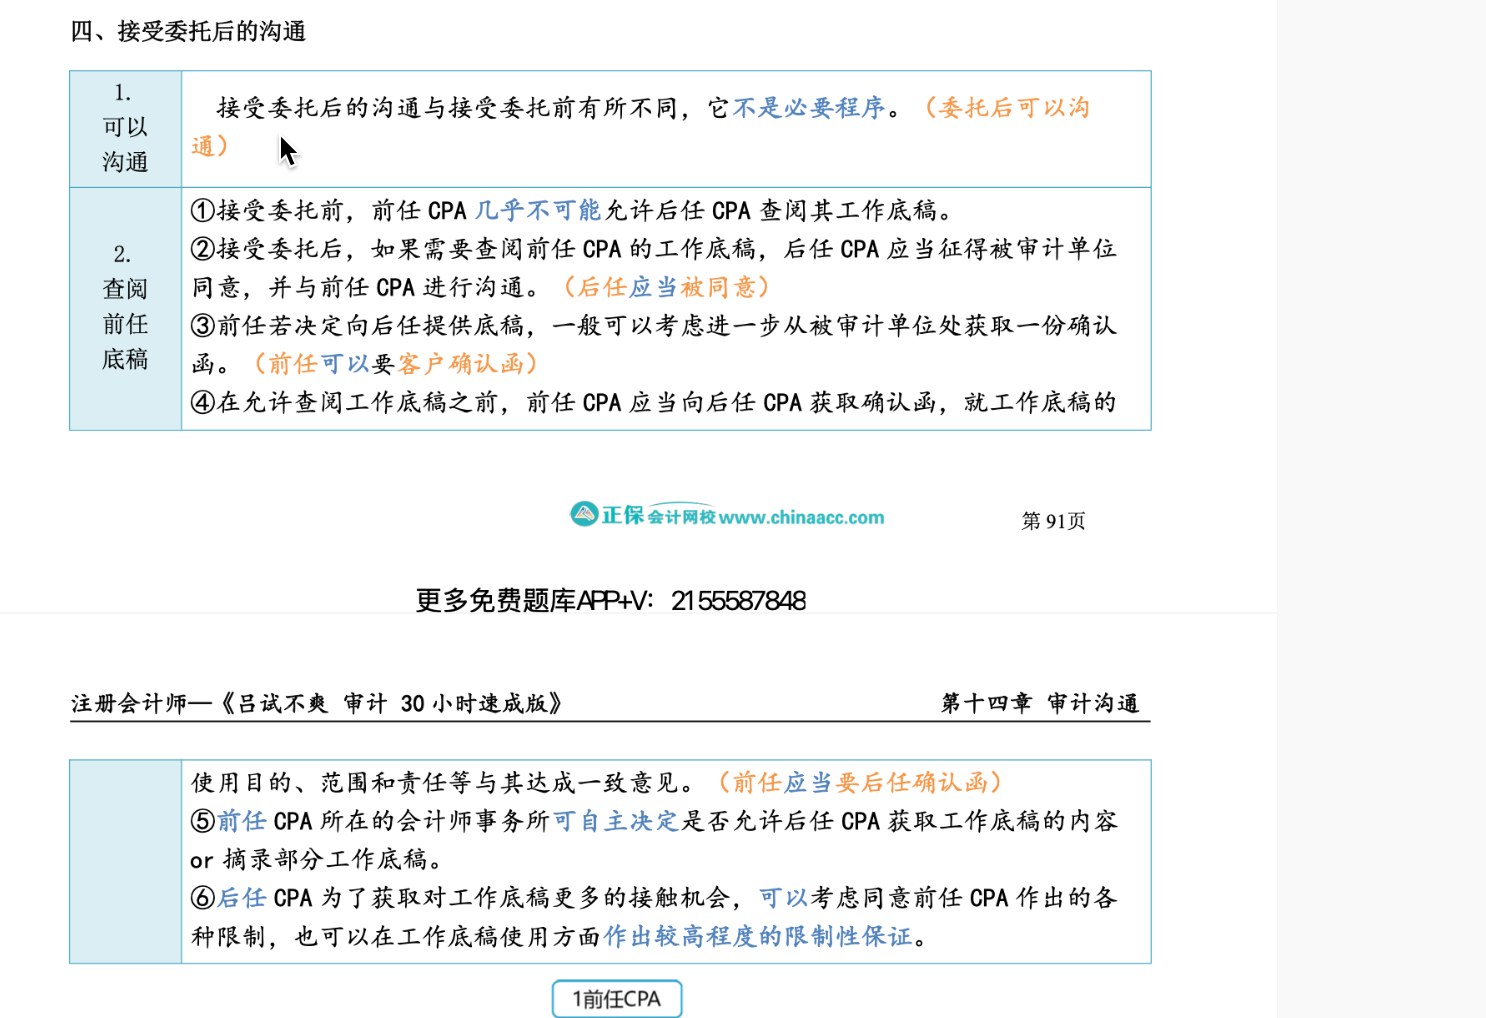 四、接受委托后的沟通
1.
可以
沟通
接受委托后的沟通与接受委托前有所不同，它不是必要程序。（委托后可以沟
通）
2.
查阅
前任
底稿
①接受委托前，前任 CPA 几乎不可能允许后任 CPA 查阅其工作底稿。
②接受委托后，如果需要查阅前任 CPA 的工作底稿，后任 CPA 应当征得被审计单位
同意，并与前任 CPA 进行沟通。（后任应当被同意）
③前任若决定向后任提供底稿，一般可以考虑进一步从被审计单位处获取一份确认
函。（前任可以要客户确认函）
④在允许查阅工作底稿之前，前任 CPA 应当向后任 CPA 获取确认函，就工作底稿的
正保会计网校 www.chinaacc.com
第 91页
更多免费题库APP+V：2155587848
注册会计师—《吕试不爽 审计 30 小时速成版》
第十四章 审计沟通
使用目的、范围和责任等与其达成一致意见。（前任应当要后任确认函）
⑤前任 CPA 所在的会计师事务所可自主决定是否允许后任 CPA 获取工作底稿的内容
or 摘录部分工作底稿。
⑥后任 CPA 为了获取对工作底稿更多的接触机会，可以考虑同意前任 CPA 作出的各
种限制，也可以在工作底稿使用方面作出较高程度的限制性保证。
1前任CPA